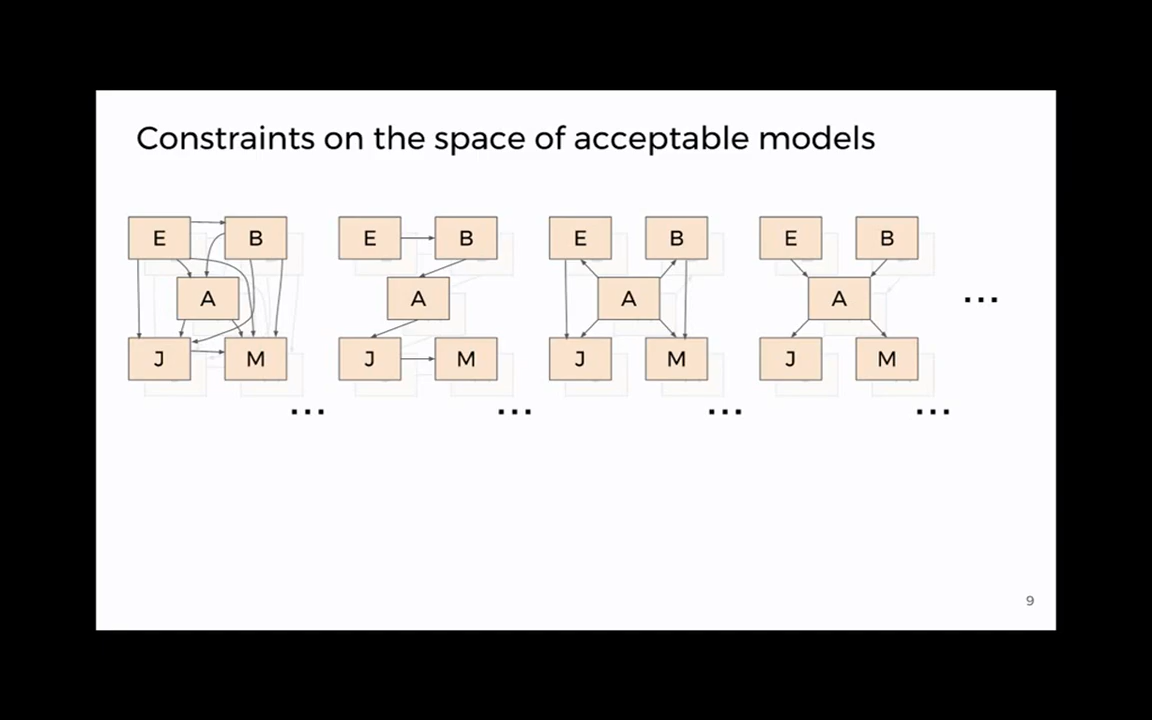 Constraints on the space of acceptable models
E B E B E B E B
A A A A ...
J M J M J M J M
... ... ... ...
9